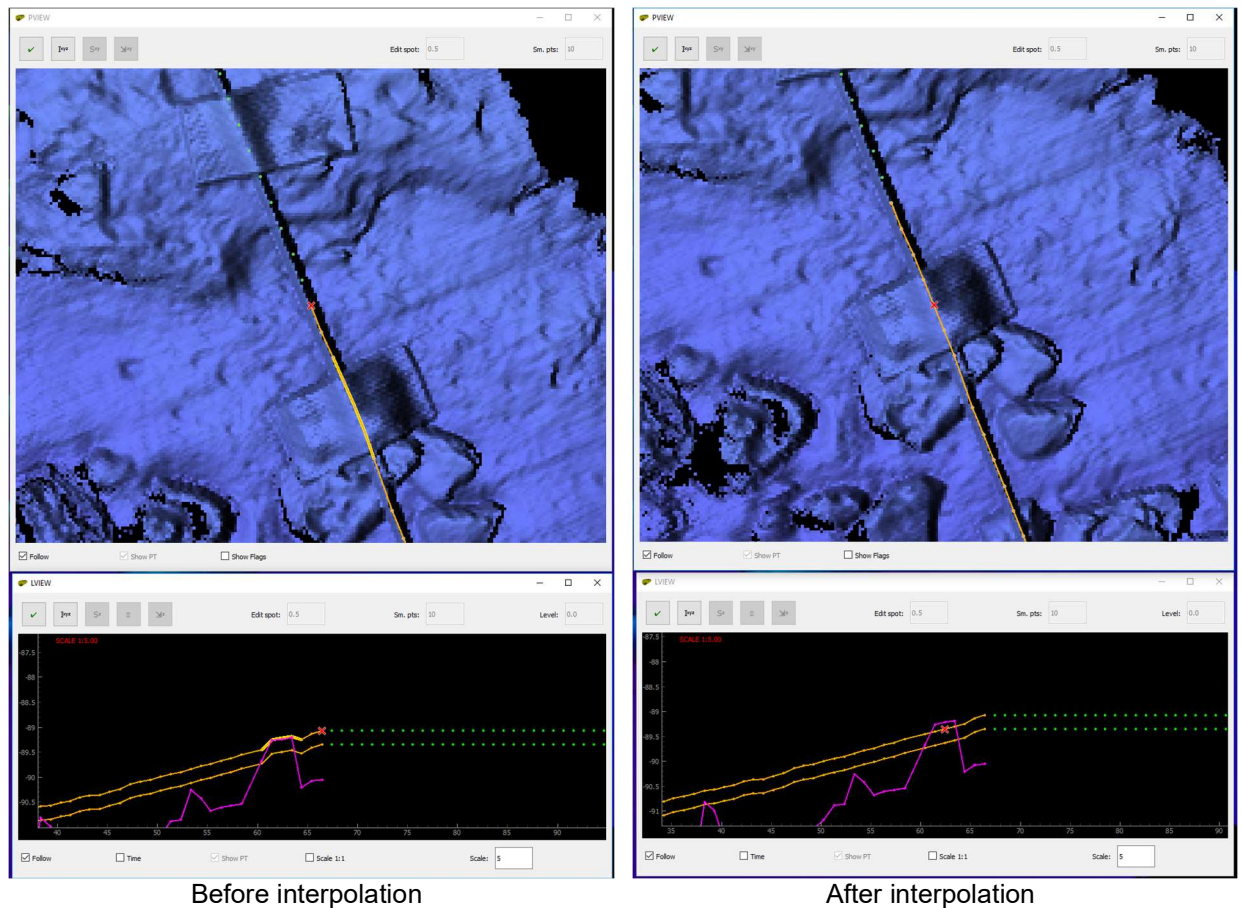 PVIEW
Edit spot: 0.5 Sm. pts: 10
Follow Show PT Show Flags
LVIEW
Edit spot: 0.5 Sm. pts: 10 Level: 0.0
SCALE 1:5.00
-87.5
-88
-88.5
-89
-89.5
-90
-90.5
40 45 50 55 60 65 70 75 80 85 90
Follow Time Show PT Scale 1:1 Scale: 5
Before interpolation
PVIEW
Edit spot: 0.5 Sm. pts: 10
Follow Show PT Show Flags
LVIEW
Edit spot: 0.5 Sm. pts: 10 Level: 0.0
SCALE 1:5.00
-87.5
-88
-88.5
-89
-89.5
-90
-90.5
-91
35 40 45 50 55 60 65 70 75 80 85 90
Follow Time Show PT Scale 1:1 Scale: 5
After interpolation